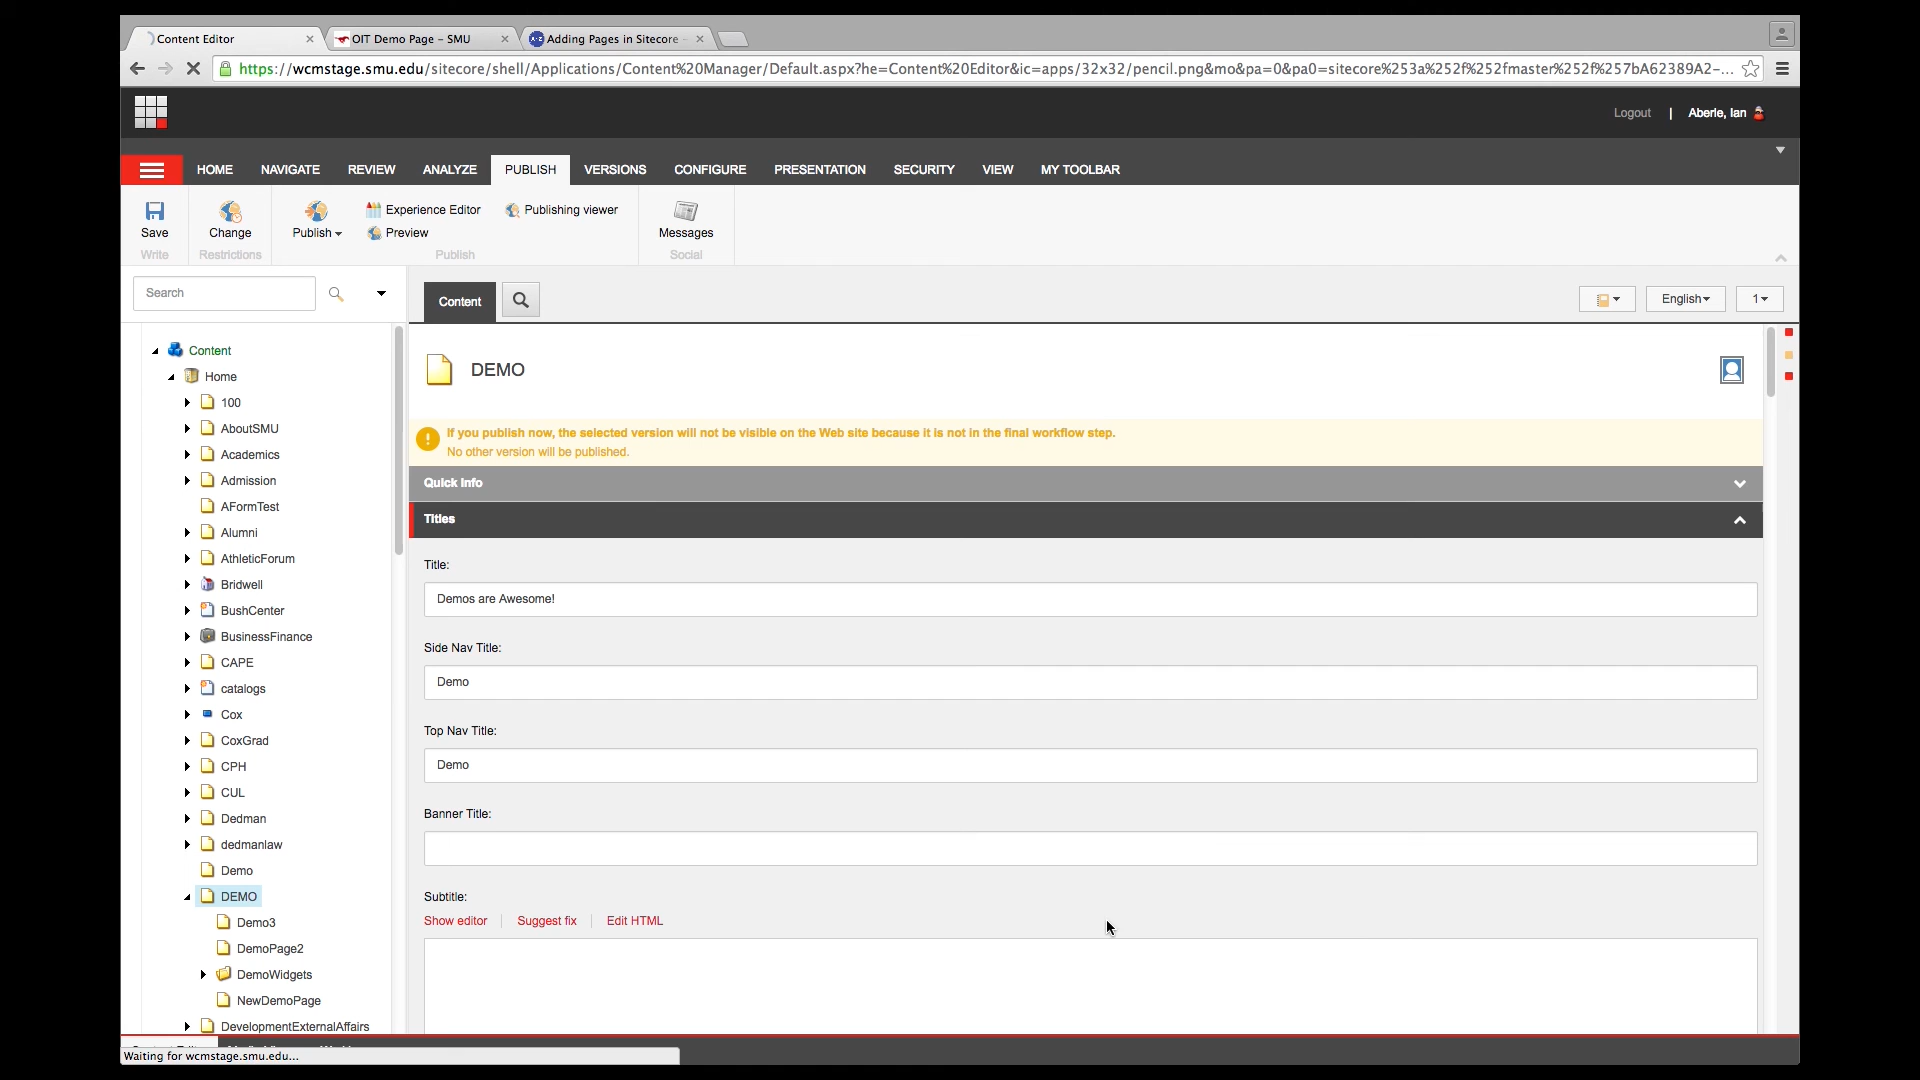 Content Editor
OIT Demo Page - SMU
Adding Pages in Sitecore -
https://wcmstage.smu.edu/sitecore/shell/Applications/Content%20Manager/Default.aspx?he=Content%20Editor&ic=apps/32x32/pencil.png&mo&pa=0&pa0=sitecore%253a%252f%252fmaster%252f%257bA62389A2-...
Logout | Aberle, Ian
HOME NAVIGATE REVIEW ANALYZE PUBLISH VERSIONS CONFIGURE PRESENTATION SECURITY VIEW MY TOOLBAR
Experience Editor Publishing viewer
Save Change Publish Preview Messages
Write Restrictions Publish Social
Search
Content
English
1
Content
Home
100
AboutSMU
Academics
Admission
AFormTest
Alumni
AthleticForum
Bridwell
BushCenter
BusinessFinance
CAPE
catalogs
Cox
CoxGrad
CPH
CUL
Dedman
dedmanlaw
Demo
DEMO
Demo3
DemoPage2
DemoWidgets
NewDemoPage
DevelopmentExternalAffairs
DEMO
If you publish now, the selected version will not be visible on the Web site because it is not in the final workflow step.
No other version will be published.
Quick Info
Titles
Title:
Demos are Awesome!
Side Nav Title:
Demo
Top Nav Title:
Demo
Banner Title:
Subtitle:
Show editor Suggest fix Edit HTML
Waiting for wcmstage.smu.edu...